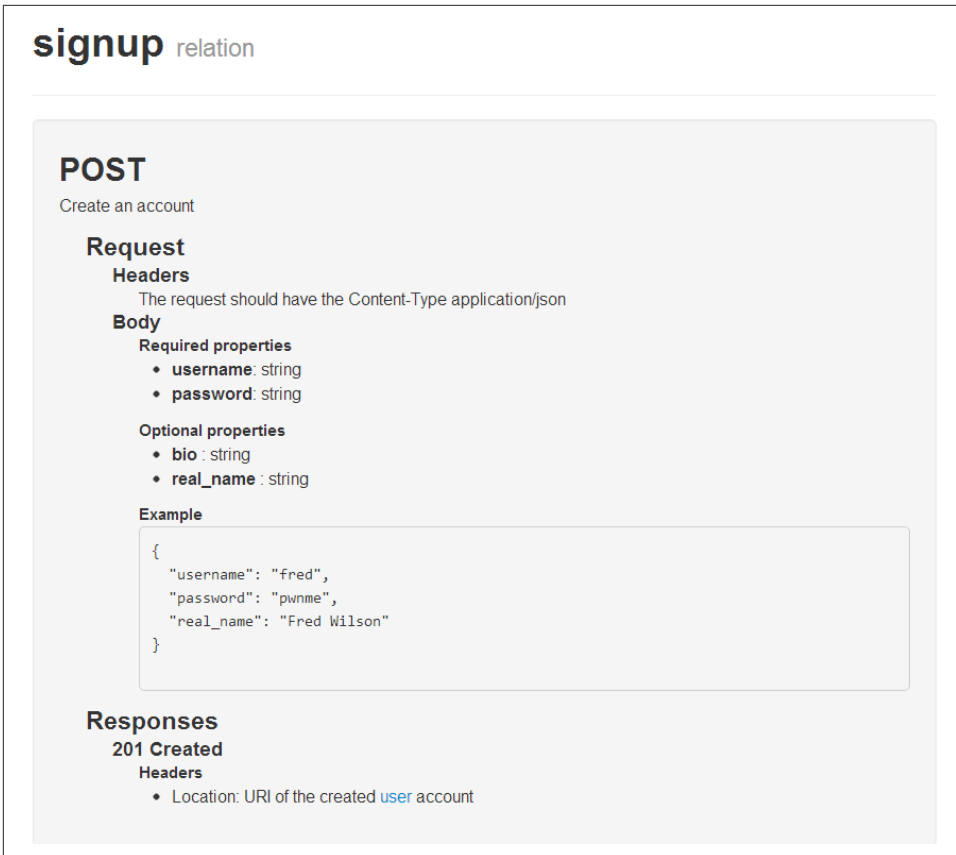 signup relation
POST
Create an account
Request
Headers
The request should have the Content-Type application/json
Body
Required properties
• username: string
• password: string
Optional properties
• bio : string
• real_name : string
Example
{
  "username": "fred",
  "password": "pwnme",
  "real_name": "Fred Wilson"
}
Responses
201 Created
Headers
• Location: URI of the created user account